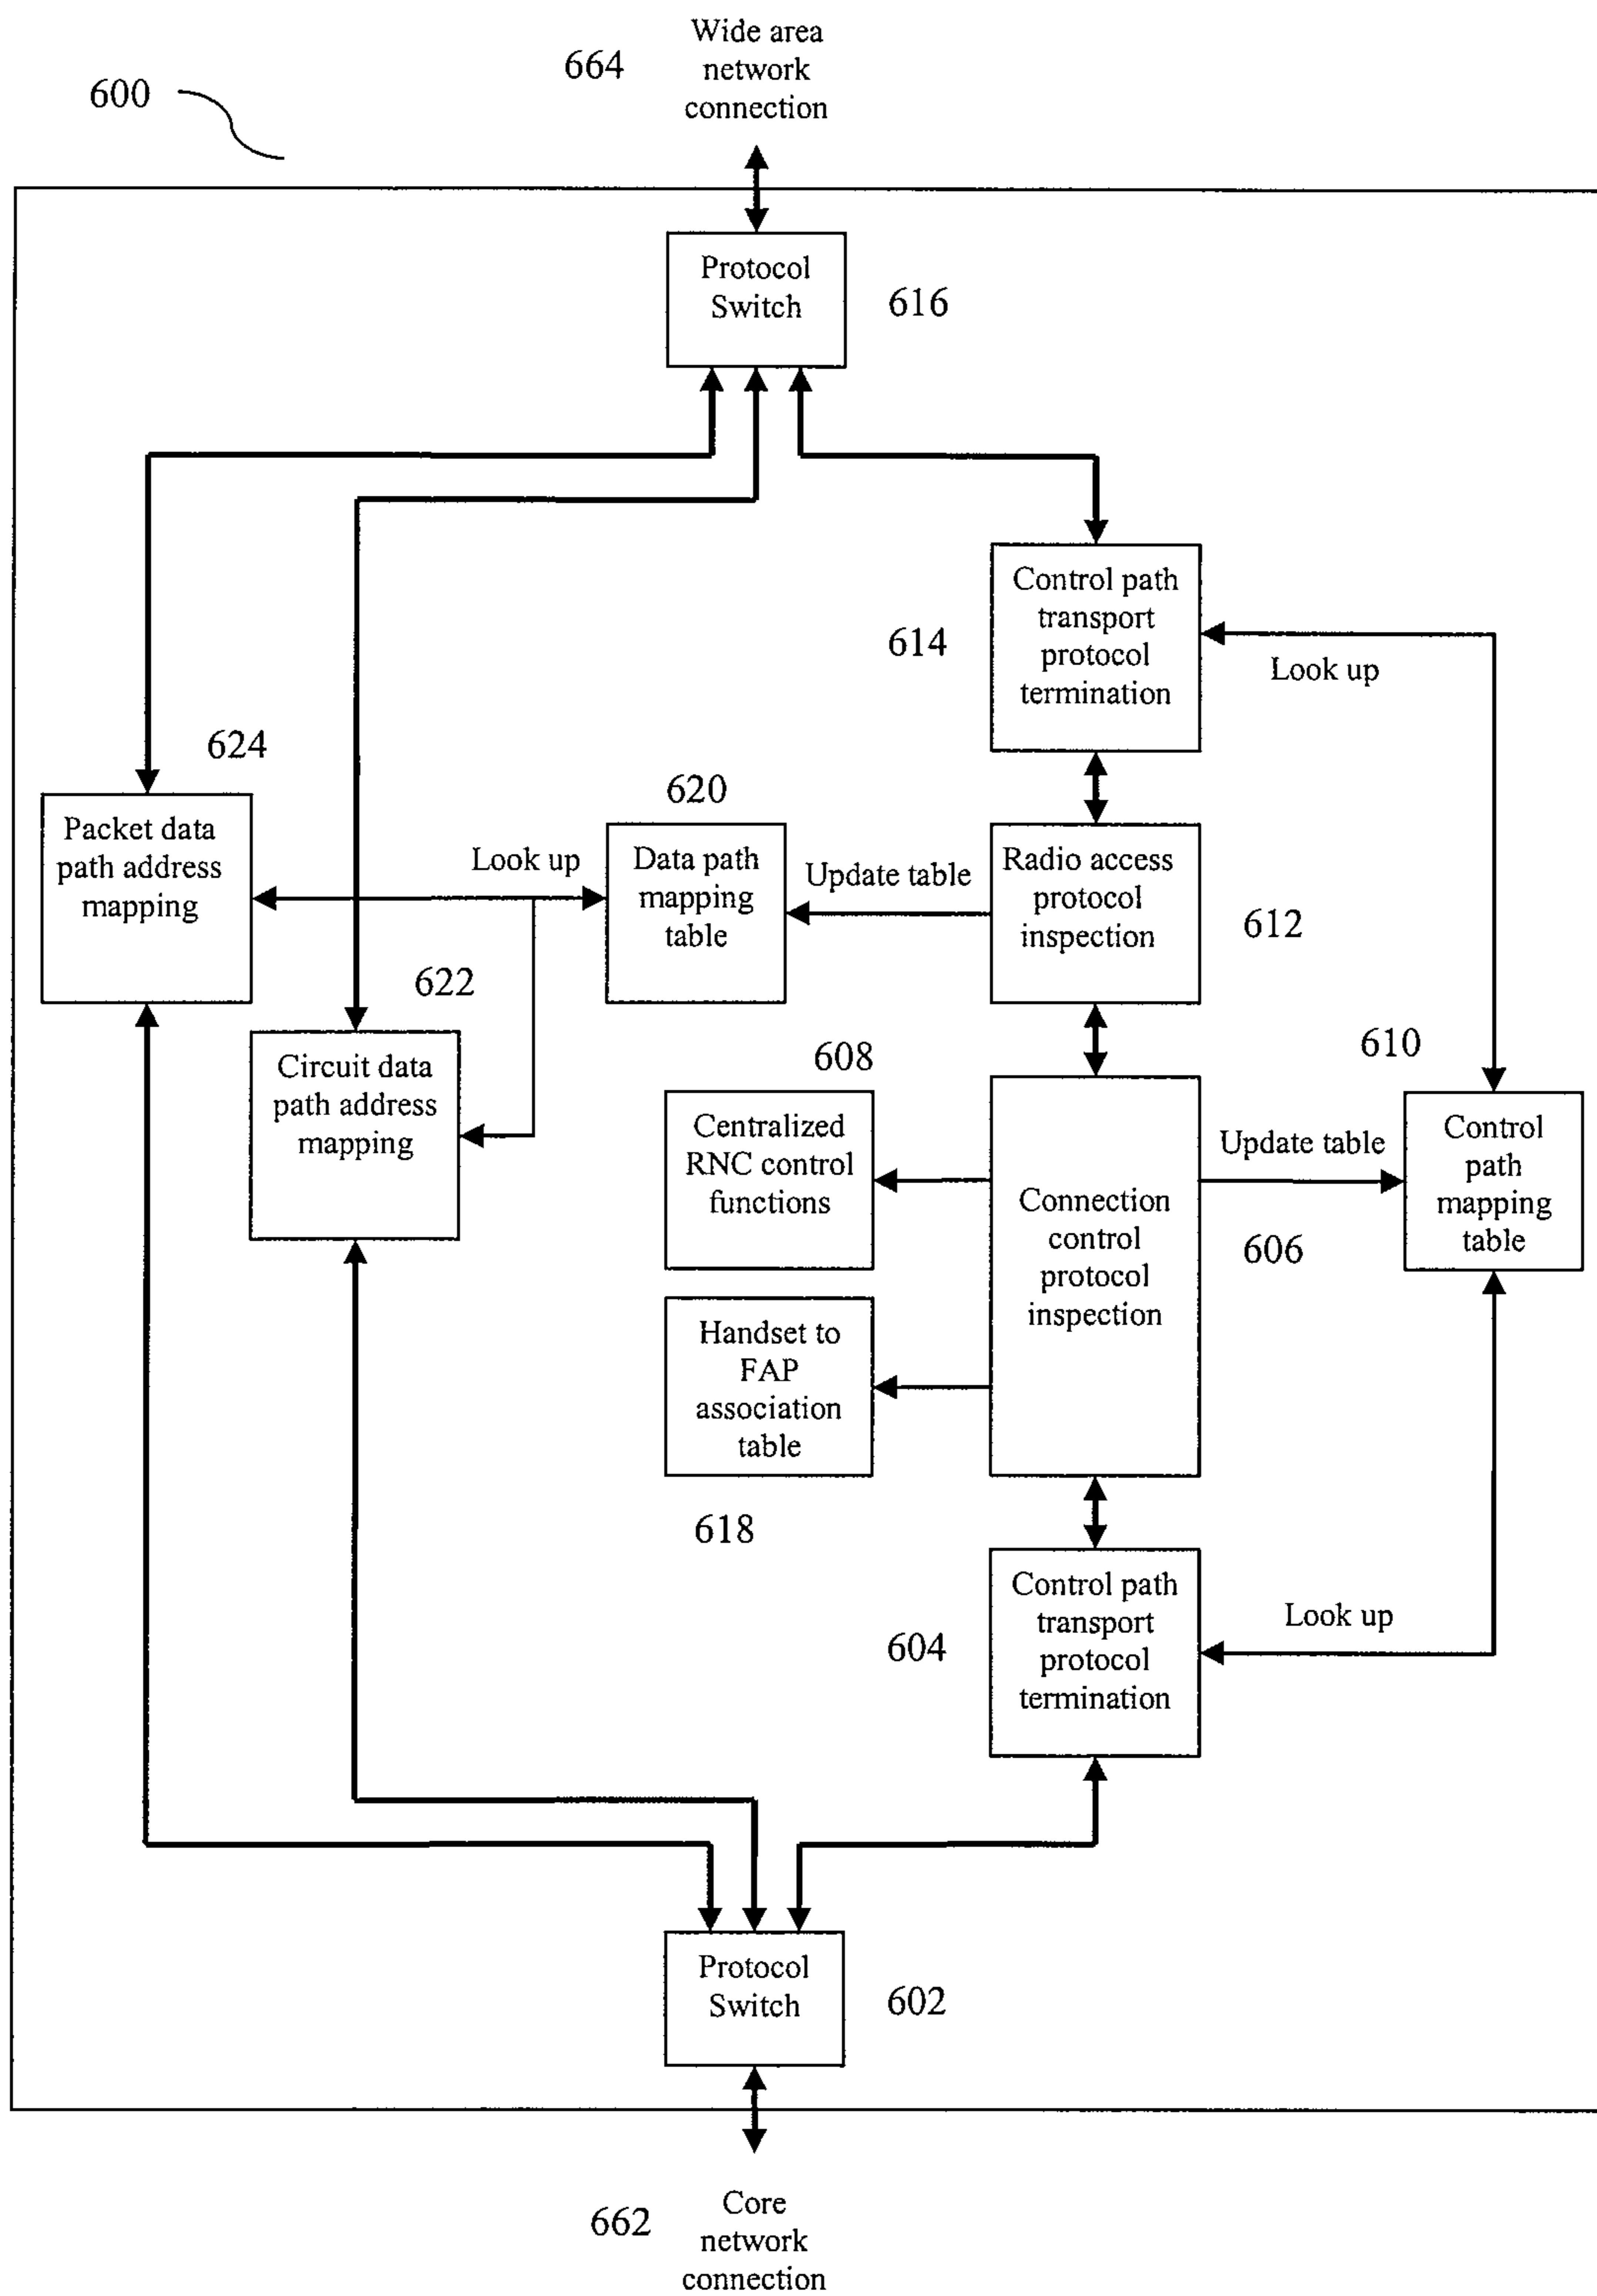 Wide area
network
connection
664
600
Protocol
Switch
616
Control path
transport
protocol
termination
614
Look up
624
Packet data
path address
mapping
Look up
620
Data path
mapping
table
Update table
Radio access
protocol
inspection
612
622
Circuit data
path address
mapping
608
Centralized
RNC control
functions
610
Update table
Control
path
mapping
table
Connection
control
protocol
inspection
606
Handset to
FAP
association
table
618
Control path
transport
protocol
termination
604
Look up
Protocol
Switch
602
662
Core
network
connection